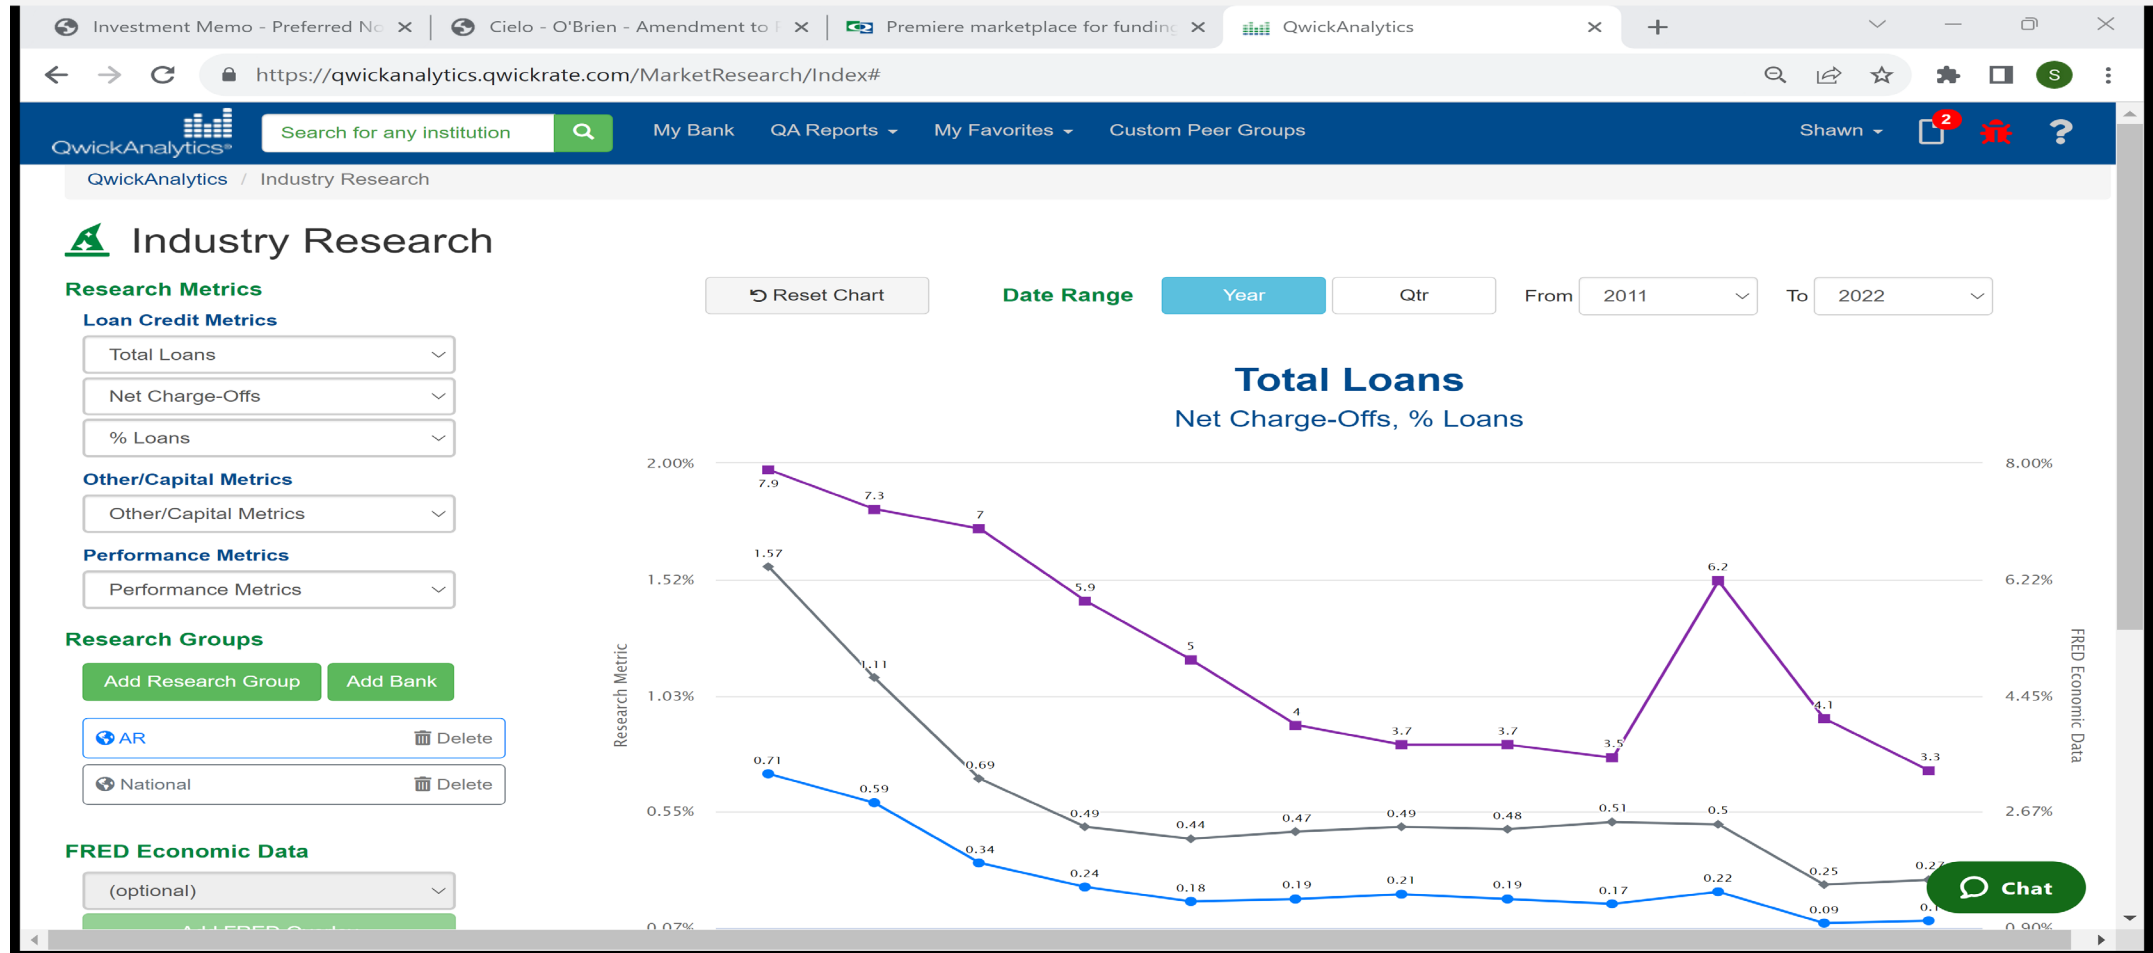 Investment Memo - Preferred No
Cielo - O'Brien - Amendment to
Premiere marketplace for funding
QwickAnalytics
https://qwickanalytics.qwickrate.com/MarketResearch/Index#
S
QwickAnalytics®
Search for any institution
My Bank
QA Reports
My Favorites
Custom Peer Groups
Shawn
2
?
QwickAnalytics / Industry Research
Industry Research
Research Metrics
Loan Credit Metrics
Total Loans
Net Charge-Offs
% Loans
Other/Capital Metrics
Other/Capital Metrics
Performance Metrics
Performance Metrics
Research Groups
Add Research Group
Add Bank
AR
Delete
National
Delete
FRED Economic Data
(optional)
Reset Chart
Date Range
Year
Qtr
From
2011
To
2022
Total Loans
Net Charge-Offs, % Loans
2.00%
1.52%
1.03%
0.55%
0.07%
Research Metric
7.9
7.3
7
5.9
5
4
3.7
3.7
3.5
6.2
4.1
3.3
1.57
1.11
0.69
0.49
0.44
0.47
0.49
0.48
0.51
0.5
0.25
0.27
0.71
0.59
0.34
0.24
0.18
0.19
0.21
0.19
0.17
0.22
0.09
8.00%
6.22%
4.45%
2.67%
0.90%
FRED Economic Data
Chat